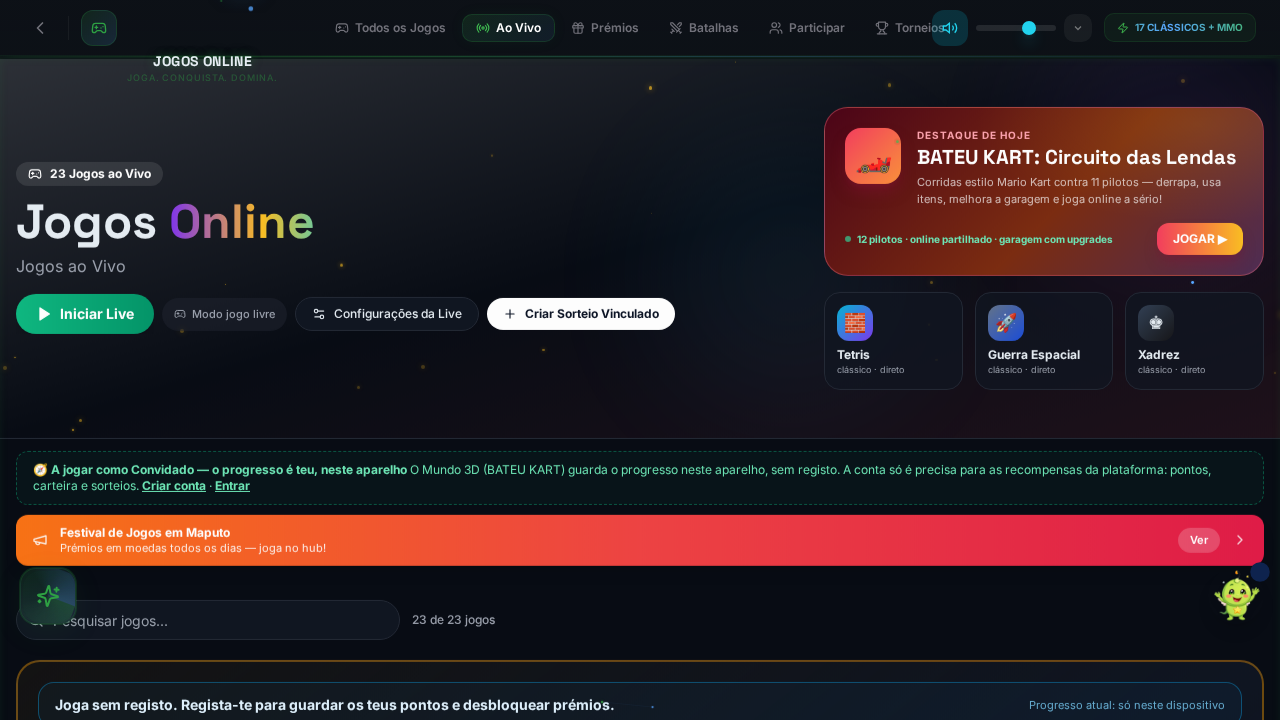 Todos os Jogos
Ao Vivo
Prémios
Batalhas
Participar
Torneios
17 CLÁSSICOS + MMO
JOGOS ONLINE
JOGA. CONQUISTA. DOMINA.
23 Jogos ao Vivo
Jogos Online
Jogos ao Vivo
Iniciar Live
Modo jogo livre
Configurações da Live
Criar Sorteio Vinculado
DESTAQUE DE HOJE
BATEU KART: Circuito das Lendas
Corridas estilo Mario Kart contra 11 pilotos — derrapa, usa
itens, melhora a garagem e joga online a sério!
12 pilotos · online partilhado · garagem com upgrades
JOGAR ▶
Tetris
clássico · direto
Guerra Espacial
clássico · direto
Xadrez
clássico · direto
🧭 A jogar como Convidado — o progresso é teu, neste aparelho O Mundo 3D (BATEU KART) guarda o progresso neste aparelho, sem registo. A conta só é precisa para as recompensas da plataforma: pontos,
carteira e sorteios. Criar conta · Entrar
Festival de Jogos em Maputo
Prémios em moedas todos os dias — joga no hub!
Ver
Pesquisar jogos...
23 de 23 jogos
Joga sem registo. Regista-te para guardar os teus pontos e desbloquear prémios.
Progresso atual: só neste dispositivo